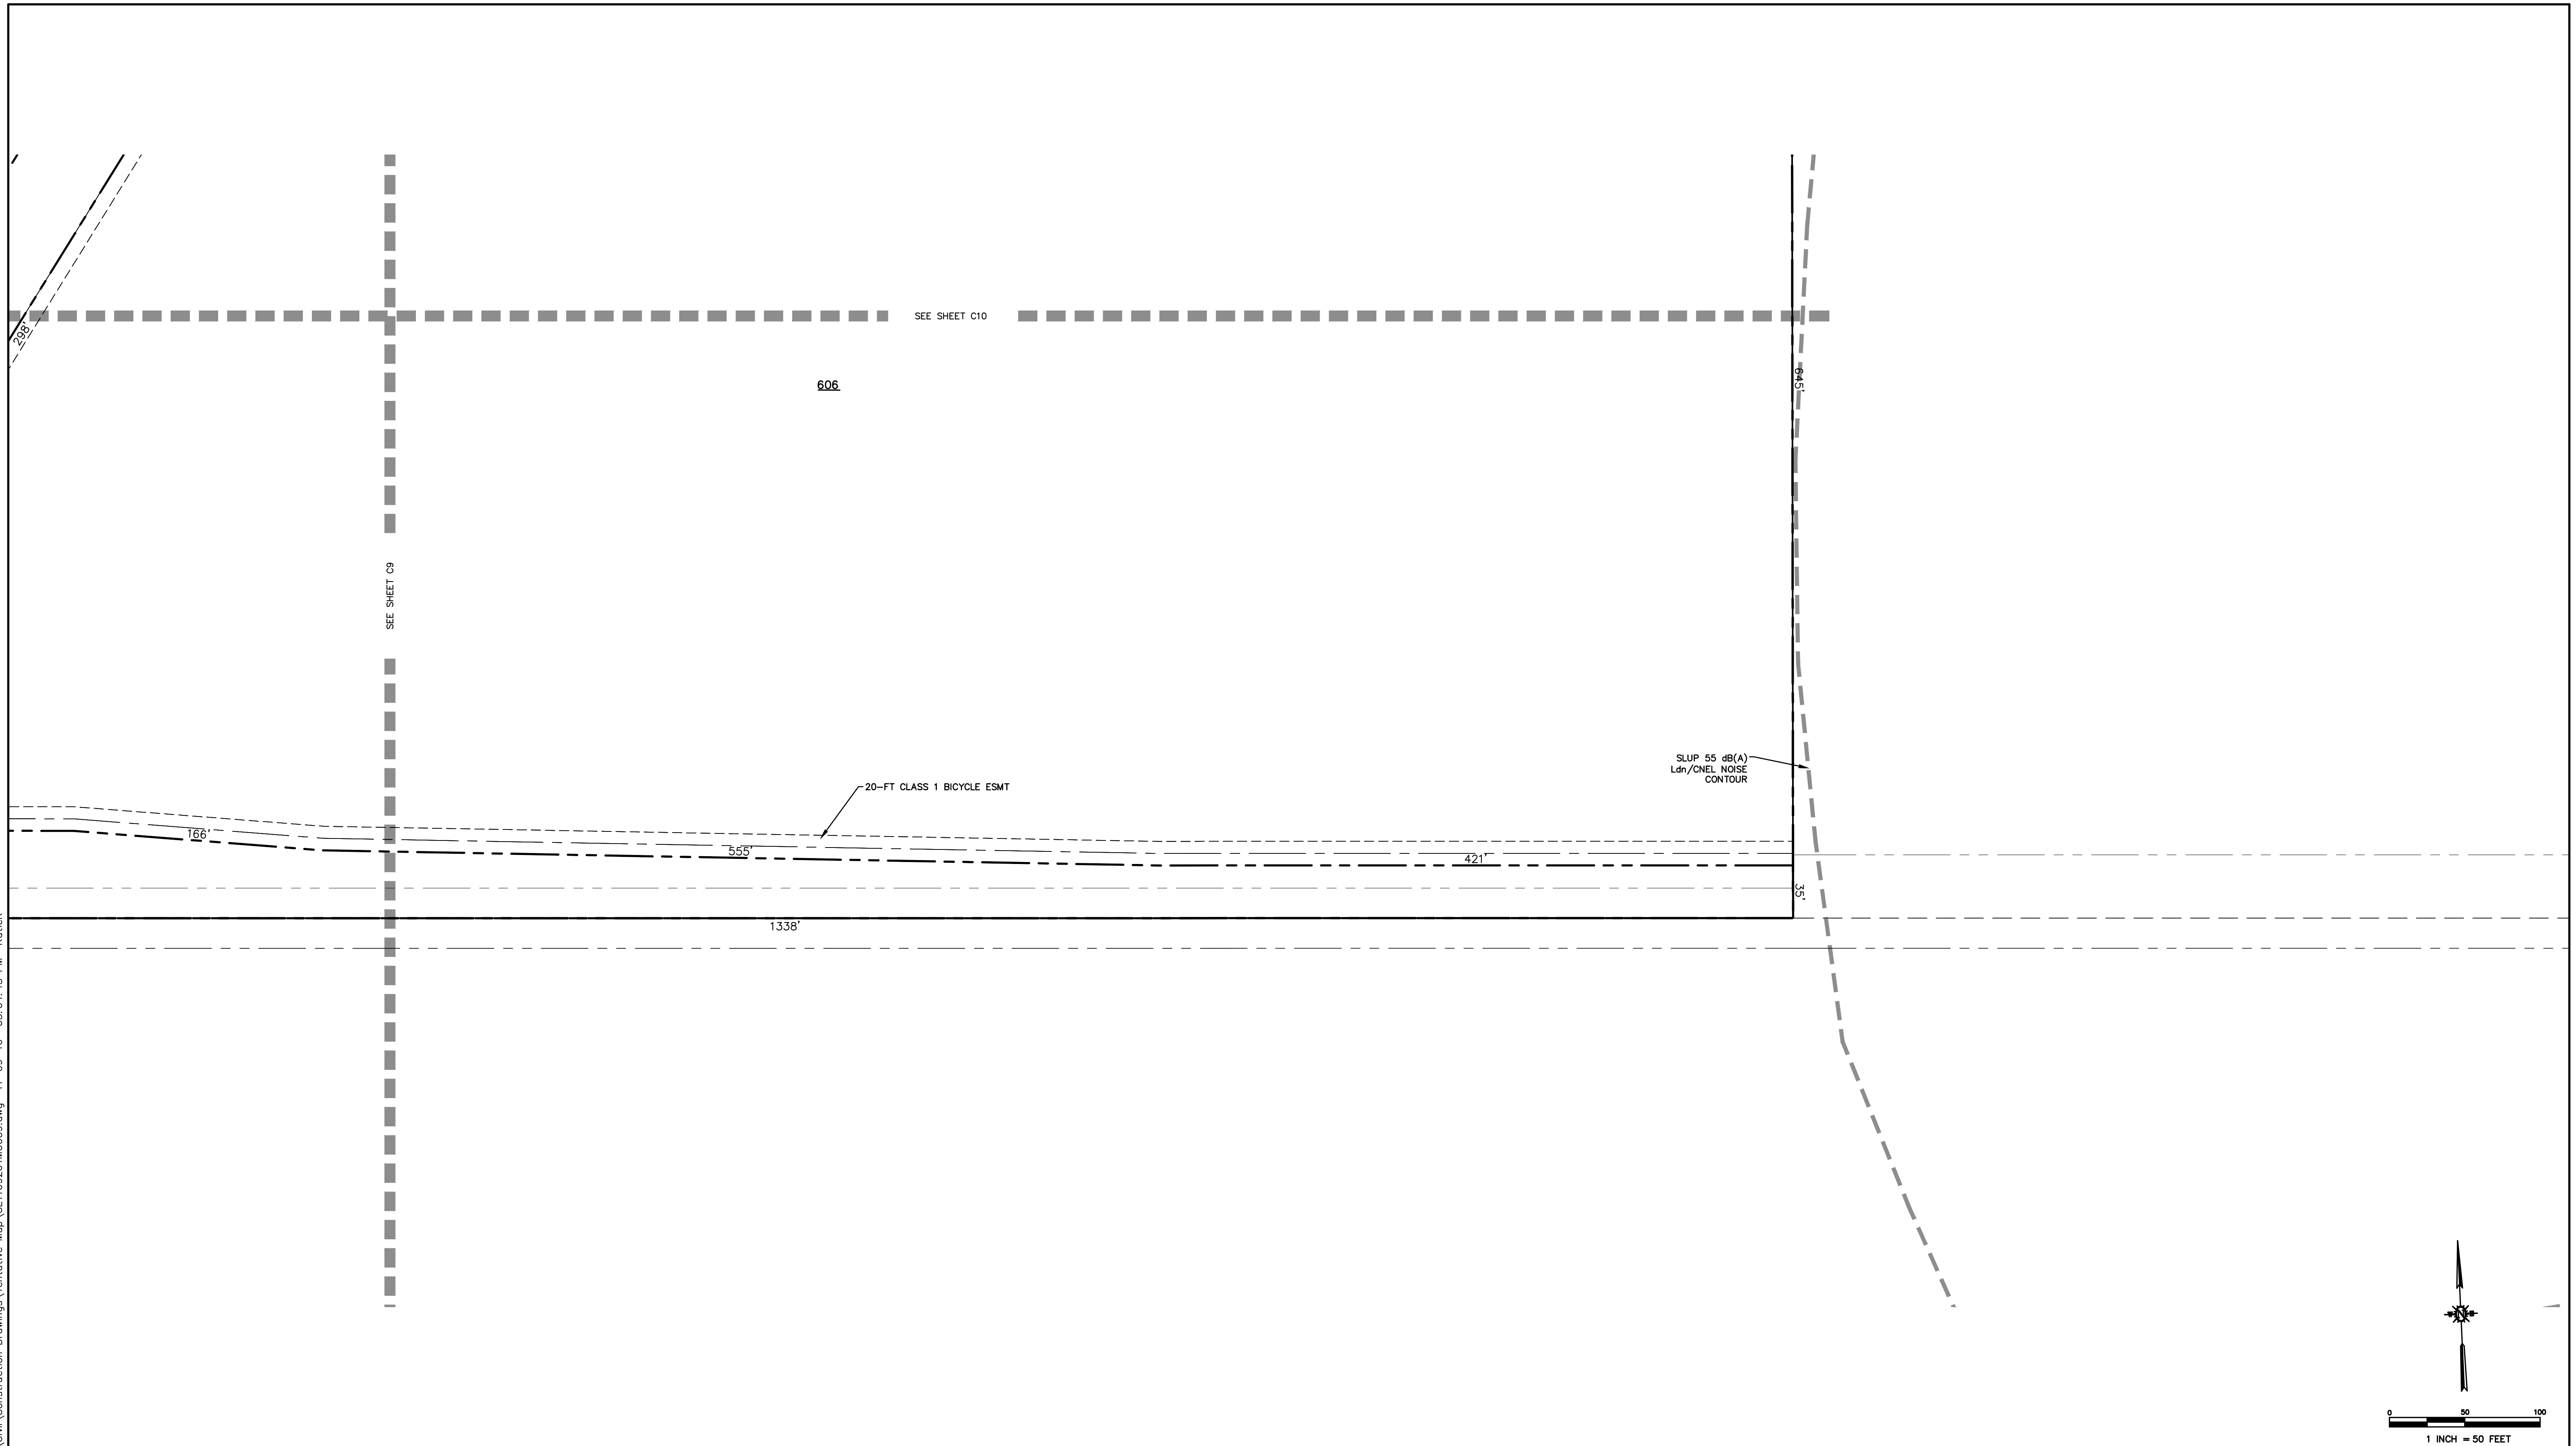 298'
SEE SHEET C10
606
645'
SEE SHEET C9
SLUP 55 dB(A)
Ldn/CNEL NOISE
CONTOUR
20-FT CLASS 1 BICYCLE ESMT
166'
555'
421'
35'
1338'
N
0 50 100
1 INCH = 50 FEET